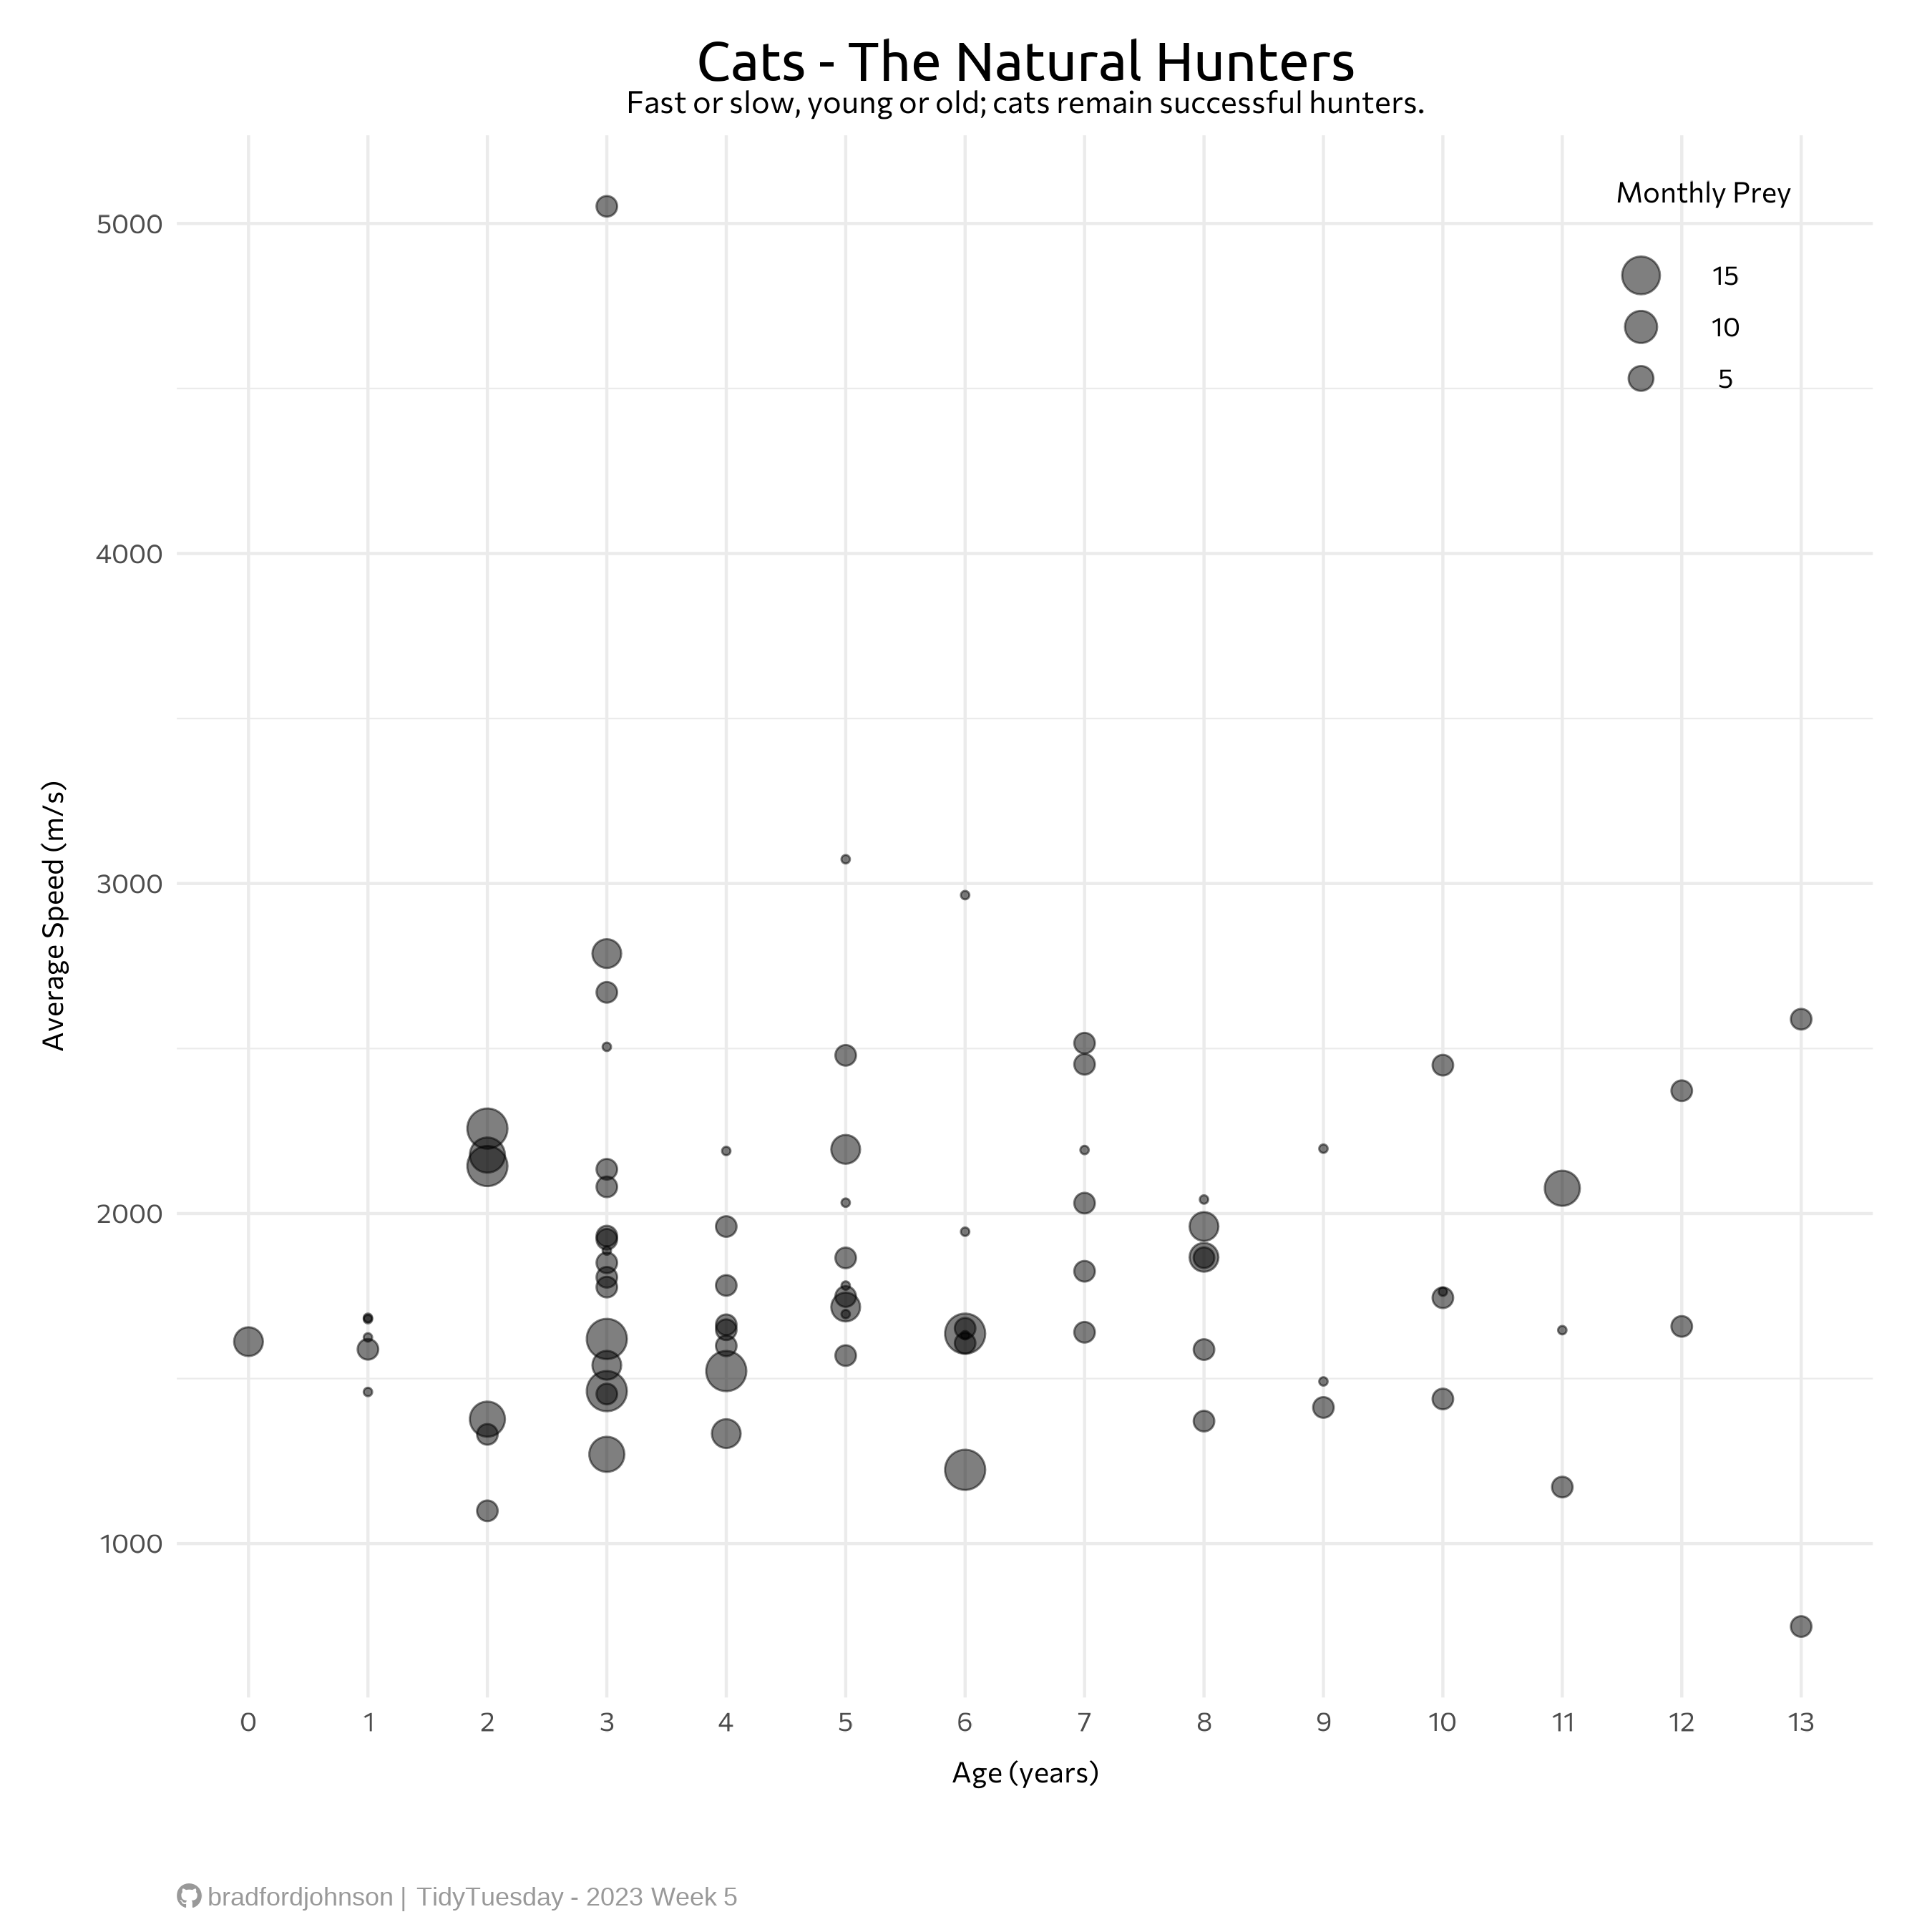 Cats - The Natural Hunters
Fast or slow, young or old; cats remain successful hunters.
Monthly Prey
15
10
5
Average Speed (m/s)
5000
4000
3000
2000
1000
0 1 2 3 4 5 6 7 8 9 10 11 12 13
Age (years)
bradfordjohnson | TidyTuesday - 2023 Week 5